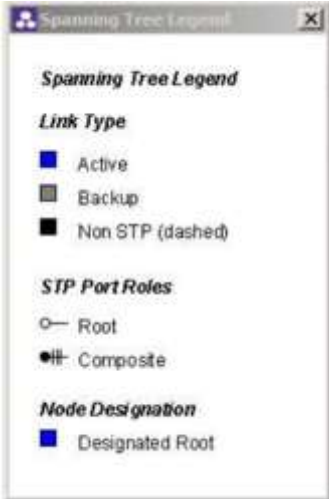 Spanning Tree Legend
Spanning Tree Legend
Link Type
Active
Backup
Non STP (dashed)
STP Port Roles
Root
Composite
Node Designation
Designated Root